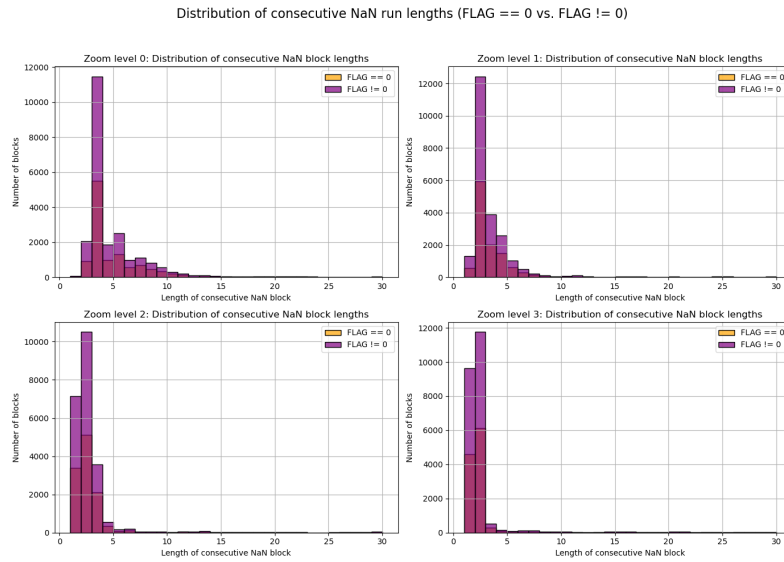 Distribution of consecutive NaN run lengths (FLAG == 0 vs. FLAG != 0)
Zoom level 0: Distribution of consecutive NaN block lengths
12000
10000
8000
6000
4000
2000
0
Number of blocks
FLAG == 0
FLAG != 0
0 5 10 15 20 25 30
Length of consecutive NaN block
Zoom level 1: Distribution of consecutive NaN block lengths
12000
10000
8000
6000
4000
2000
0
Number of blocks
FLAG == 0
FLAG != 0
0 5 10 15 20 25 30
Length of consecutive NaN block
Zoom level 2: Distribution of consecutive NaN block lengths
10000
8000
6000
4000
2000
0
Number of blocks
FLAG == 0
FLAG != 0
0 5 10 15 20 25 30
Length of consecutive NaN block
Zoom level 3: Distribution of consecutive NaN block lengths
12000
10000
8000
6000
4000
2000
0
Number of blocks
FLAG == 0
FLAG != 0
0 5 10 15 20 25 30
Length of consecutive NaN block